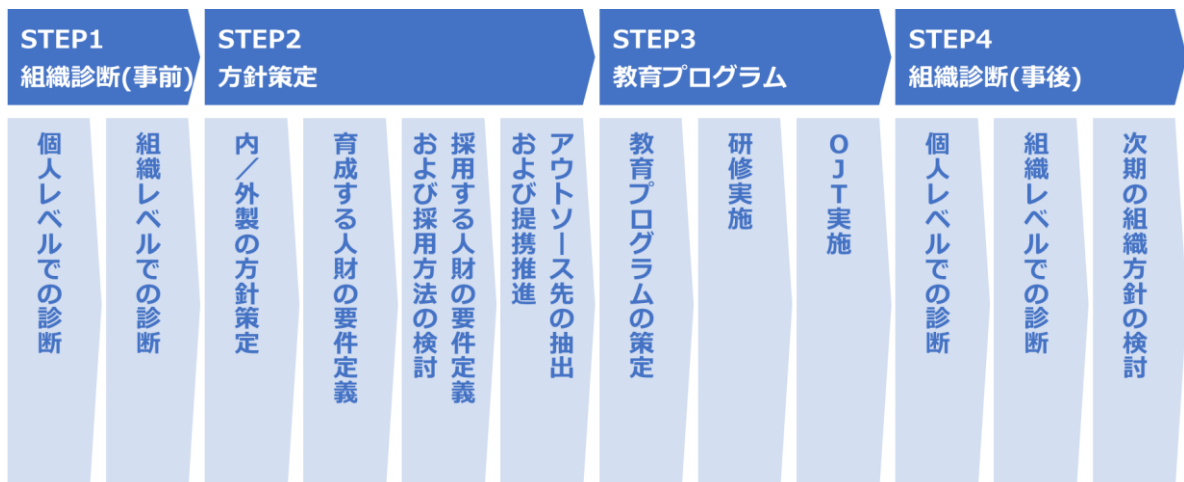 STEP1
組織診断(事前)
STEP2
方針策定
STEP3
教育プログラム
STEP4
組織診断(事後)
個人レベルでの診断
組織レベルでの診断
内／外製の方針策定
育成する人財の要件定義
採用する人財の要件定義
および採用方法の検討
アウトソース先の抽出
および提携推進
教育プログラムの策定
研修実施
OJT実施
個人レベルでの診断
組織レベルでの診断
次期の組織方針の検討